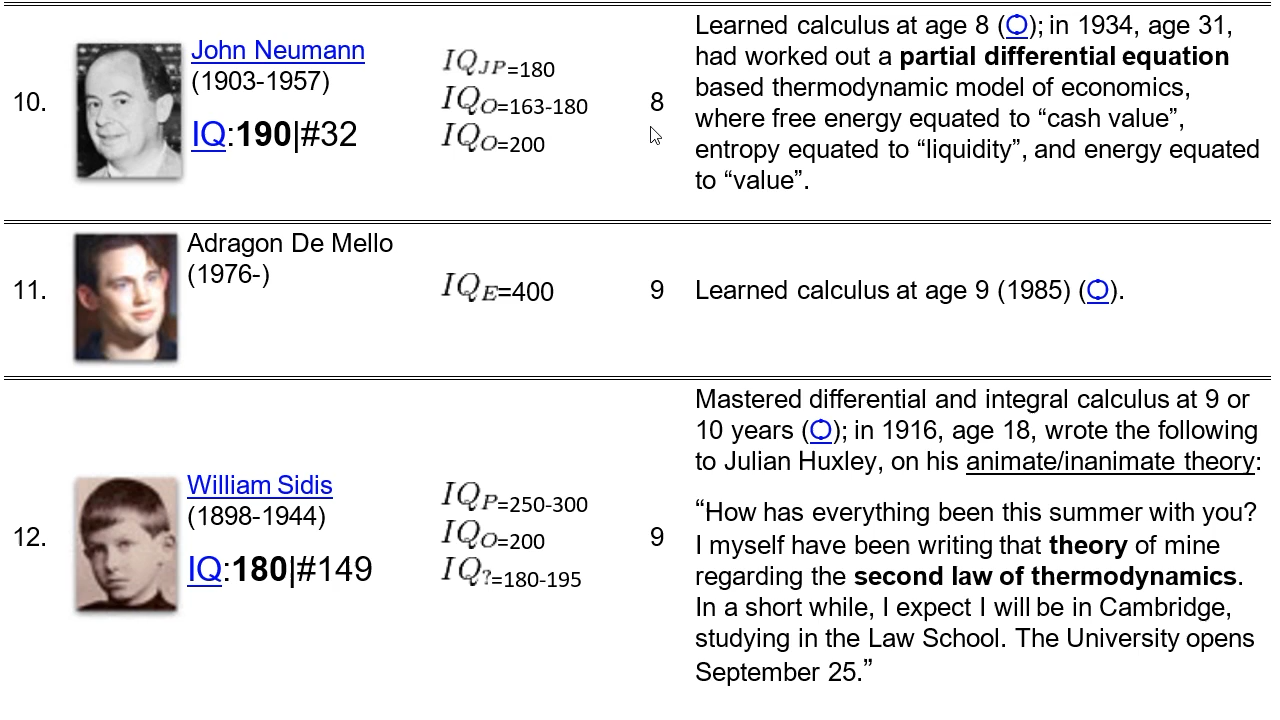 10.
John Neumann
(1903-1957)
IQ:190|#32
IQJP=180
IQO=163-180
IQO=200
8
Learned calculus at age 8 (Ѻ); in 1934, age 31,
had worked out a partial differential equation
based thermodynamic model of economics,
where free energy equated to “cash value”,
entropy equated to “liquidity”, and energy equated
to “value”.
11.
Adragon De Mello
(1976-)
IQE=400
9
Learned calculus at age 9 (1985) (Ѻ).
12.
William Sidis
(1898-1944)
IQ:180|#149
IQP=250-300
IQO=200
IQ?=180-195
9
Mastered differential and integral calculus at 9 or
10 years (Ѻ); in 1916, age 18, wrote the following
to Julian Huxley, on his animate/inanimate theory:
“How has everything been this summer with you?
I myself have been writing that theory of mine
regarding the second law of thermodynamics.
In a short while, I expect I will be in Cambridge,
studying in the Law School. The University opens
September 25.”